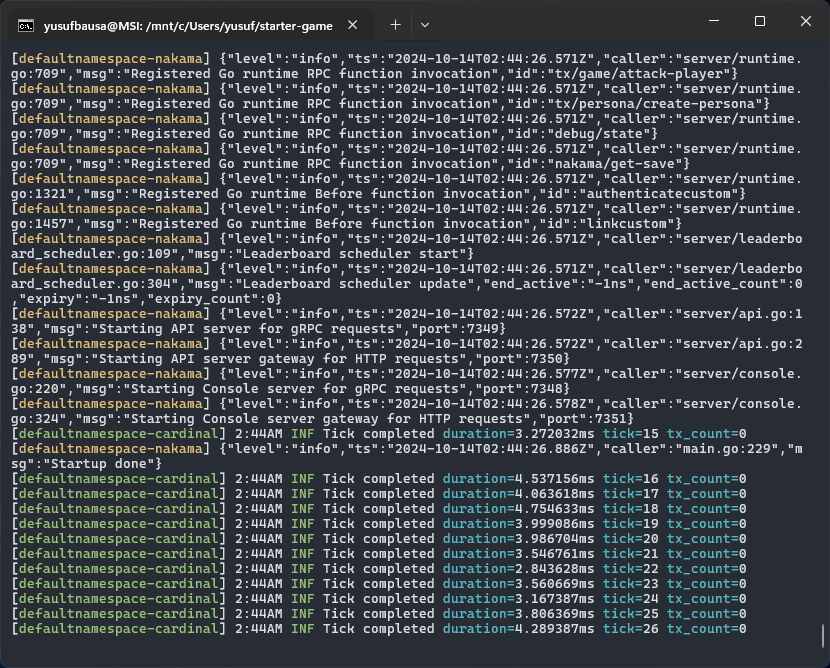 yusufbausa@MSI: /mnt/c/Users/yusuf/starter-game
[defaultnamespace-nakama] {"level":"info","ts":"2024-10-14T02:44:26.571Z","caller":"server/runtime.
go:709","msg":"Registered Go runtime RPC function invocation","id":"tx/game/attack-player"}
[defaultnamespace-nakama] {"level":"info","ts":"2024-10-14T02:44:26.571Z","caller":"server/runtime.
go:709","msg":"Registered Go runtime RPC function invocation","id":"tx/persona/create-persona"}
[defaultnamespace-nakama] {"level":"info","ts":"2024-10-14T02:44:26.571Z","caller":"server/runtime.
go:709","msg":"Registered Go runtime RPC function invocation","id":"debug/state"}
[defaultnamespace-nakama] {"level":"info","ts":"2024-10-14T02:44:26.571Z","caller":"server/runtime.
go:709","msg":"Registered Go runtime RPC function invocation","id":"nakama/get-save"}
[defaultnamespace-nakama] {"level":"info","ts":"2024-10-14T02:44:26.571Z","caller":"server/runtime.
go:1321","msg":"Registered Go runtime Before function invocation","id":"authenticatecustom"}
[defaultnamespace-nakama] {"level":"info","ts":"2024-10-14T02:44:26.571Z","caller":"server/runtime.
go:1457","msg":"Registered Go runtime Before function invocation","id":"linkcustom"}
[defaultnamespace-nakama] {"level":"info","ts":"2024-10-14T02:44:26.571Z","caller":"server/leaderbo
ard_scheduler.go:109","msg":"Leaderboard scheduler start"}
[defaultnamespace-nakama] {"level":"info","ts":"2024-10-14T02:44:26.571Z","caller":"server/leaderbo
ard_scheduler.go:304","msg":"Leaderboard scheduler update","end_active":"-1ns","end_active_count":0
,"expiry":"-1ns","expiry_count":0}
[defaultnamespace-nakama] {"level":"info","ts":"2024-10-14T02:44:26.572Z","caller":"server/api.go:1
38","msg":"Starting API server for gRPC requests","port":7349}
[defaultnamespace-nakama] {"level":"info","ts":"2024-10-14T02:44:26.572Z","caller":"server/api.go:2
89","msg":"Starting API server gateway for HTTP requests","port":7350}
[defaultnamespace-nakama] {"level":"info","ts":"2024-10-14T02:44:26.577Z","caller":"server/console.
go:220","msg":"Starting Console server for gRPC requests","port":7348}
[defaultnamespace-nakama] {"level":"info","ts":"2024-10-14T02:44:26.578Z","caller":"server/console.
go:324","msg":"Starting Console server gateway for HTTP requests","port":7351}
[defaultnamespace-cardinal] 2:44AM INF Tick completed duration=3.272032ms tick=15 tx_count=0
[defaultnamespace-nakama] {"level":"info","ts":"2024-10-14T02:44:26.886Z","caller":"main.go:229","m
sg":"Startup done"}
[defaultnamespace-cardinal] 2:44AM INF Tick completed duration=4.537156ms tick=16 tx_count=0
[defaultnamespace-cardinal] 2:44AM INF Tick completed duration=4.063618ms tick=17 tx_count=0
[defaultnamespace-cardinal] 2:44AM INF Tick completed duration=4.754633ms tick=18 tx_count=0
[defaultnamespace-cardinal] 2:44AM INF Tick completed duration=3.999086ms tick=19 tx_count=0
[defaultnamespace-cardinal] 2:44AM INF Tick completed duration=3.986704ms tick=20 tx_count=0
[defaultnamespace-cardinal] 2:44AM INF Tick completed duration=3.546761ms tick=21 tx_count=0
[defaultnamespace-cardinal] 2:44AM INF Tick completed duration=2.843628ms tick=22 tx_count=0
[defaultnamespace-cardinal] 2:44AM INF Tick completed duration=3.560669ms tick=23 tx_count=0
[defaultnamespace-cardinal] 2:44AM INF Tick completed duration=3.167387ms tick=24 tx_count=0
[defaultnamespace-cardinal] 2:44AM INF Tick completed duration=3.806369ms tick=25 tx_count=0
[defaultnamespace-cardinal] 2:44AM INF Tick completed duration=4.289387ms tick=26 tx_count=0